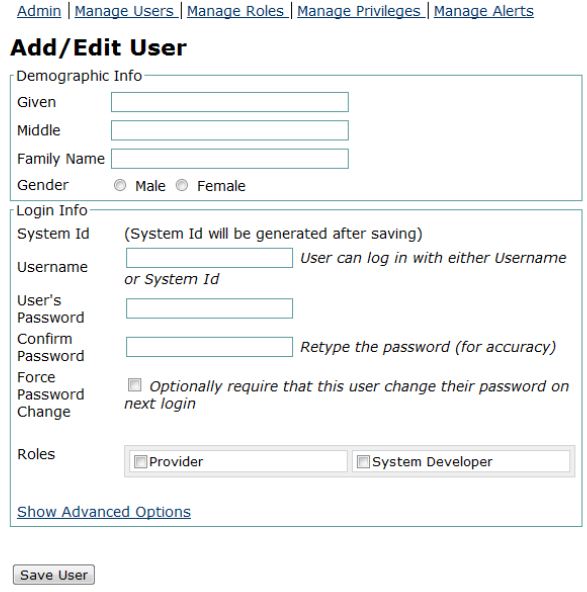 Admin | Manage Users | Manage Roles | Manage Privileges | Manage Alerts
Add/Edit User
Demographic Info
Given
Middle
Family Name
Gender Male Female
Login Info
System Id (System Id will be generated after saving)
Username User can log in with either Username
or System Id
User's
Password
Confirm
Password Retype the password (for accuracy)
Force
Password
Change Optionally require that this user change their password on
next login
Roles Provider System Developer
Show Advanced Options
Save User